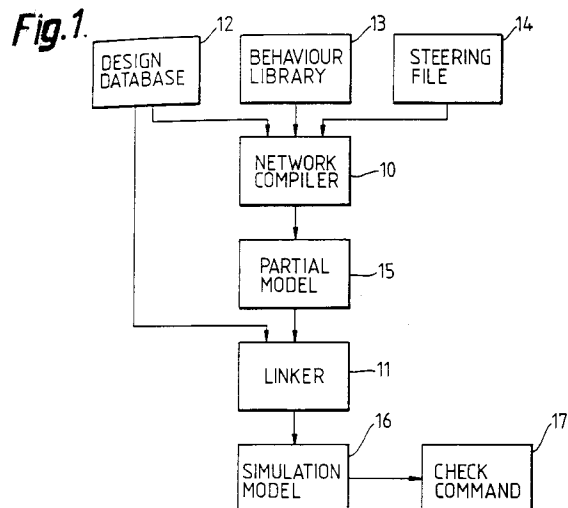 Fig.1.
12
DESIGN
DATABASE
13
BEHAVIOUR
LIBRARY
14
STEERING
FILE
NETWORK
COMPILER
10
PARTIAL
MODEL
15
LINKER
11
16
SIMULATION
MODEL
17
CHECK
COMMAND